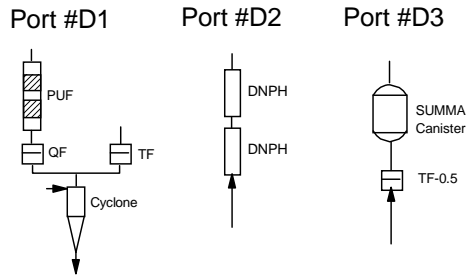 Port #D1
Port #D2
Port #D3
PUF
QF
TF
Cyclone
DNPH
DNPH
SUMMA
Canister
TF-0.5